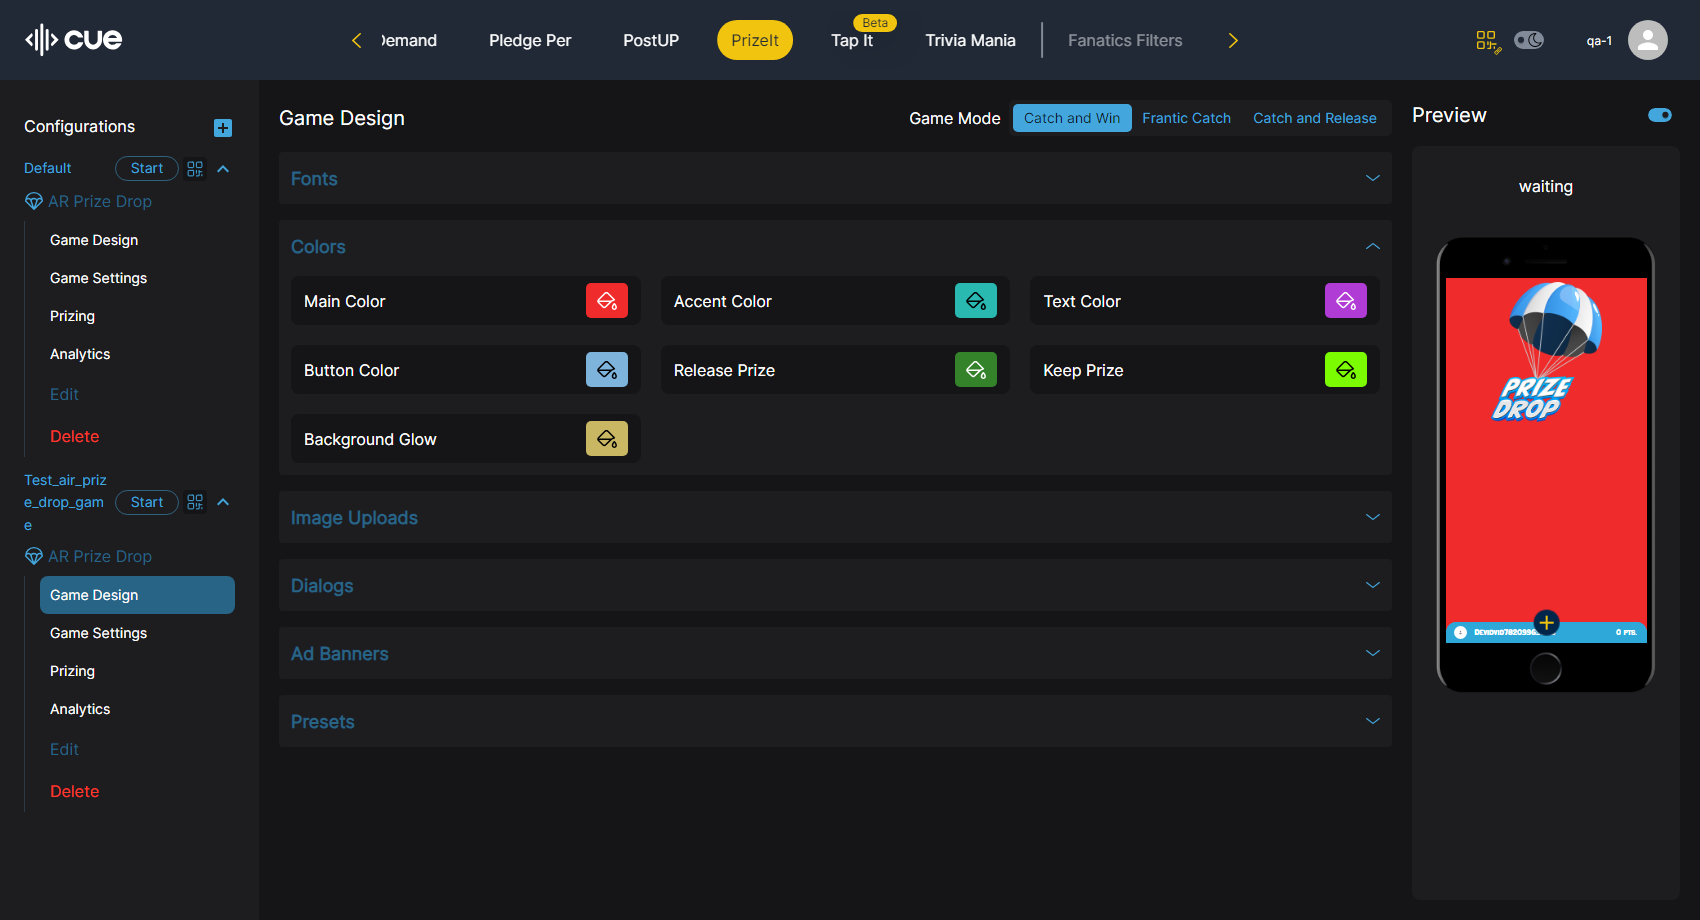 cue
Demand
Pledge Per
PostUP
PrizeIt
Beta
Tap It
Trivia Mania
Fanatics Filters
qa-1
Configurations
Default
Start
AR Prize Drop
Game Design
Game Settings
Prizing
Analytics
Edit
Delete
Test_air_priz
e_drop_gam
e
Start
AR Prize Drop
Game Design
Game Settings
Prizing
Analytics
Edit
Delete
Game Design
Game Mode
Catch and Win
Frantic Catch
Catch and Release
Fonts
Colors
Main Color
Accent Color
Text Color
Button Color
Release Prize
Keep Prize
Background Glow
Image Uploads
Dialogs
Ad Banners
Presets
Preview
waiting
PRIZE
DROP
0 PTS.